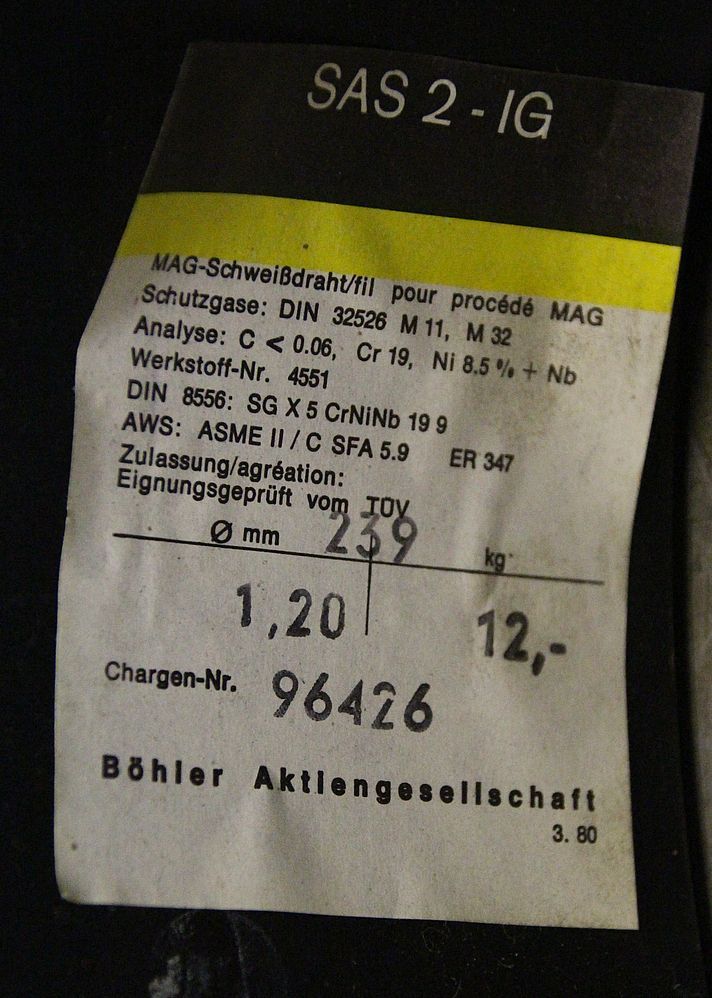 SAS 2 - IG
MAG-Schweißdraht/fil pour procédé MAG
Schutzgase: DIN 32526 M 11, M 32
Analyse: C < 0.06, Cr 19, Ni 8.5 % + Nb
Werkstoff-Nr. 4551
DIN 8556: SG X 5 CrNiNb 19 9
AWS: ASME II / C SFA 5.9 ER 347
Zulassung/agréation:
Eignungsgeprüft vom TÜV
239
Ø mm kg
1,20 12,-
Chargen-Nr. 96426
Böhler Aktiengesellschaft
3. 80